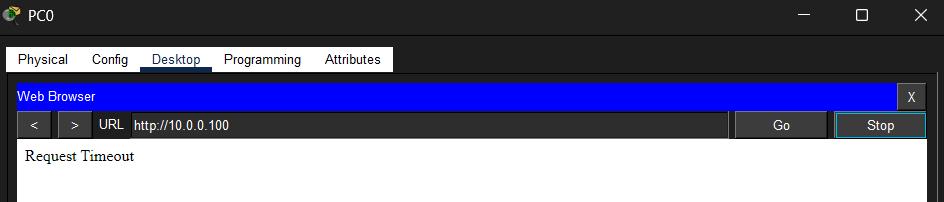 PC0
Physical Config Desktop Programming Attributes
Web Browser X
< > URL http://10.0.0.100 Go Stop
Request Timeout